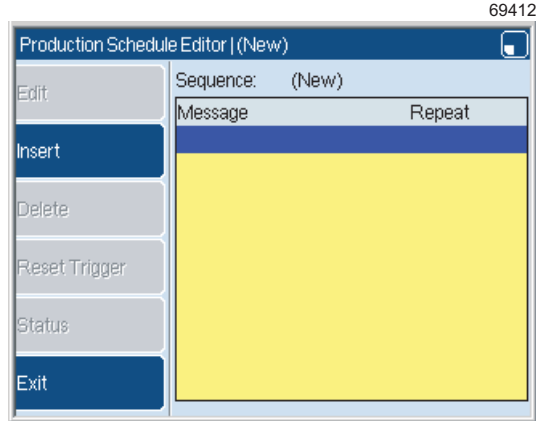 69412
Production Schedule Editor | (New)
Edit
Insert
Delete
Reset Trigger
Status
Exit
Sequence: (New)
Message Repeat